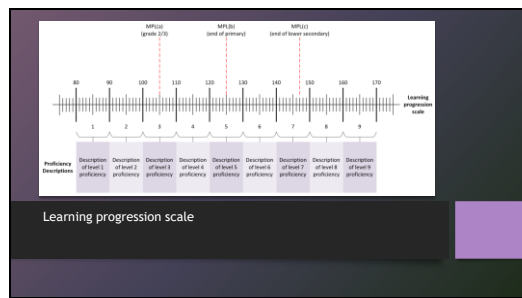 MPL(a) MPL(b) MPL(c)
(grade 2/3) (end of primary) (end of lower secondary)
80 90 100 110 120 130 140 150 160 170
Learning
progression
scale
1 2 3 4 5 6 7 8 9
Proficiency
Descriptions
Description of level 1 proficiency
Description of level 2 proficiency
Description of level 3 proficiency
Description of level 4 proficiency
Description of level 5 proficiency
Description of level 6 proficiency
Description of level 7 proficiency
Description of level 8 proficiency
Description of level 9 proficiency
Learning progression scale